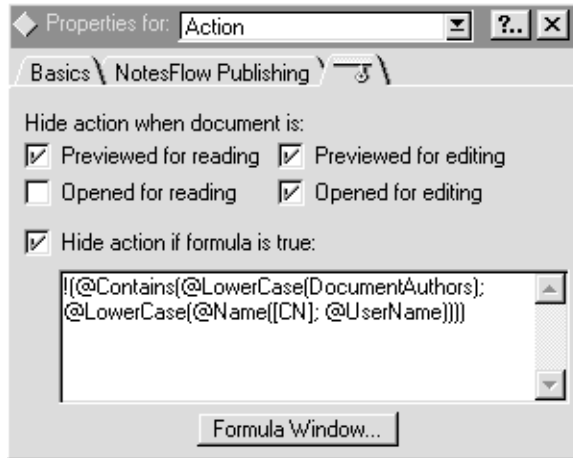 Properties for: Action ?..
Basics NotesFlow Publishing
Hide action when document is:
Previewed for reading Previewed for editing
Opened for reading Opened for editing
Hide action if formula is true:
!(@Contains(@LowerCase(DocumentAuthors);
@LowerCase(@Name([CN]; @UserName))))
Formula Window...